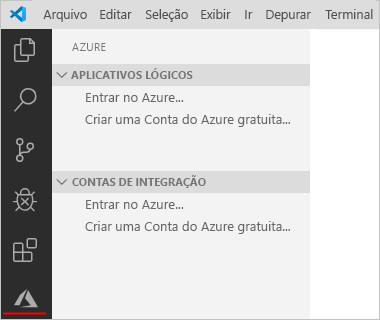 Arquivo Editar Seleção Exibir Ir Depurar Terminal
AZURE
APLICATIVOS LÓGICOS
Entrar no Azure...
Criar uma Conta do Azure gratuita...
CONTAS DE INTEGRAÇÃO
Entrar no Azure...
Criar uma Conta do Azure gratuita...